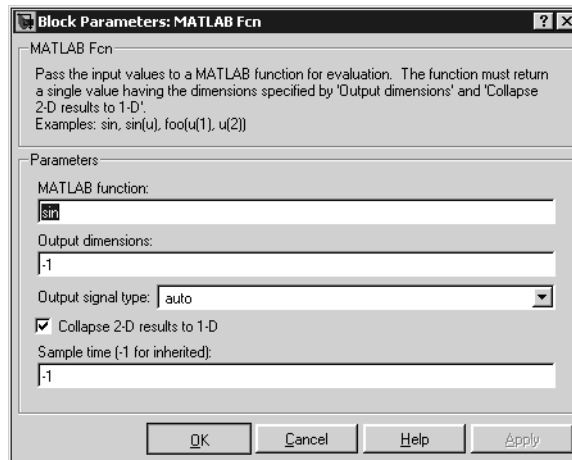 Block Parameters: MATLAB Fcn
MATLAB Fcn
Pass the input values to a MATLAB function for evaluation. The function must return
a single value having the dimensions specified by 'Output dimensions' and 'Collapse
2-D results to 1-D'.
Examples: sin, sin(u), foo(u(1), u(2))
Parameters
MATLAB function:
sin
Output dimensions:
-1
Output signal type: auto
Collapse 2-D results to 1-D
Sample time (-1 for inherited):
-1
OK Cancel Help Apply